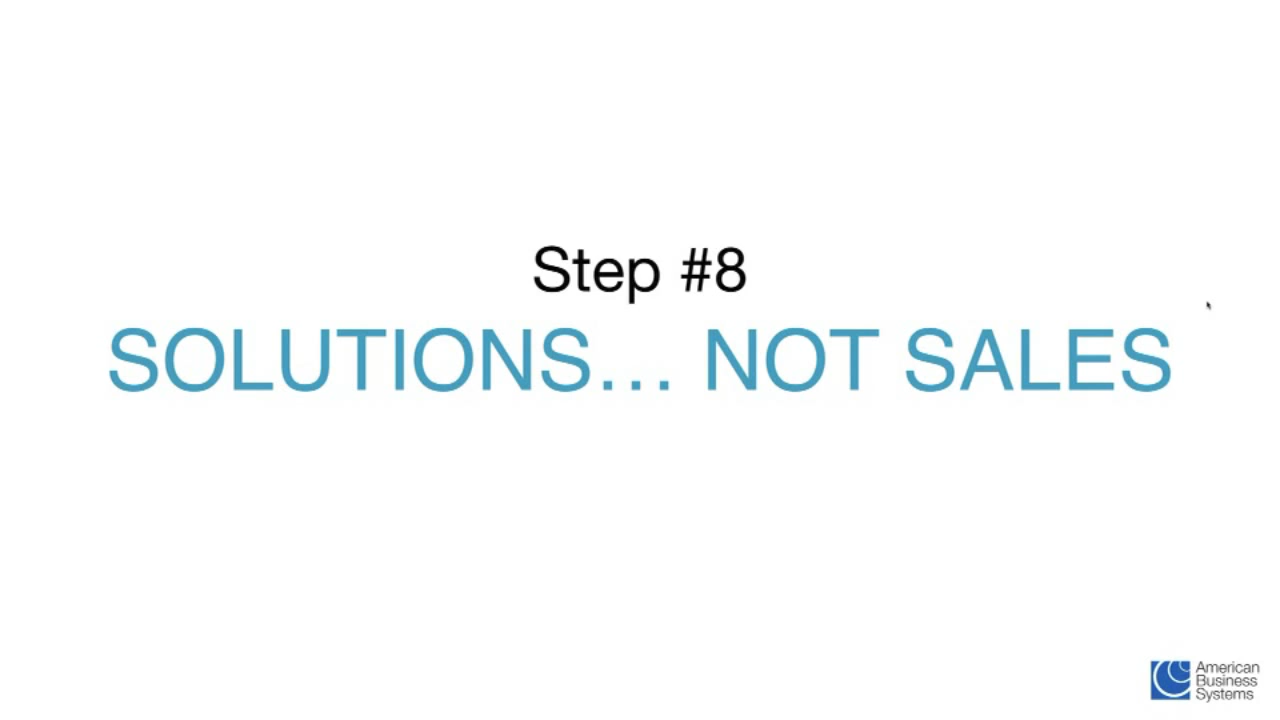 Step #8
SOLUTIONS... NOT SALES
American
Business
Systems